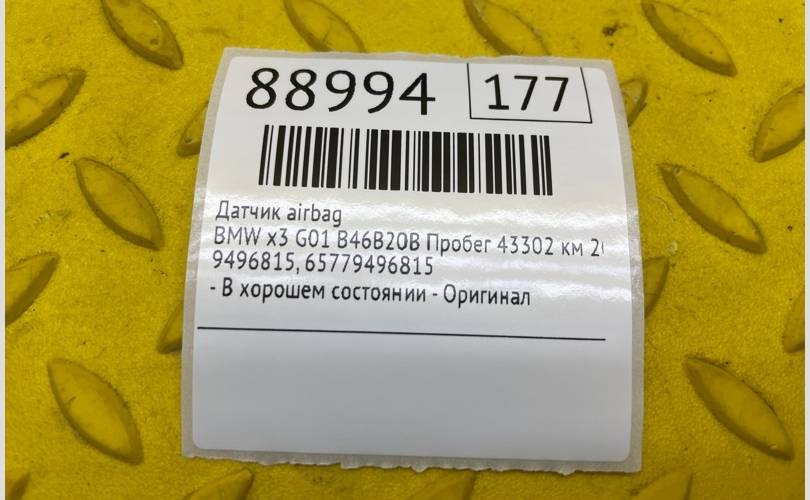 88994 177
Датчик airbag
BMW x3 G01 B46B20B Пробег 43302 км
9496815, 65779496815
- В хорошем состоянии - Оригинал